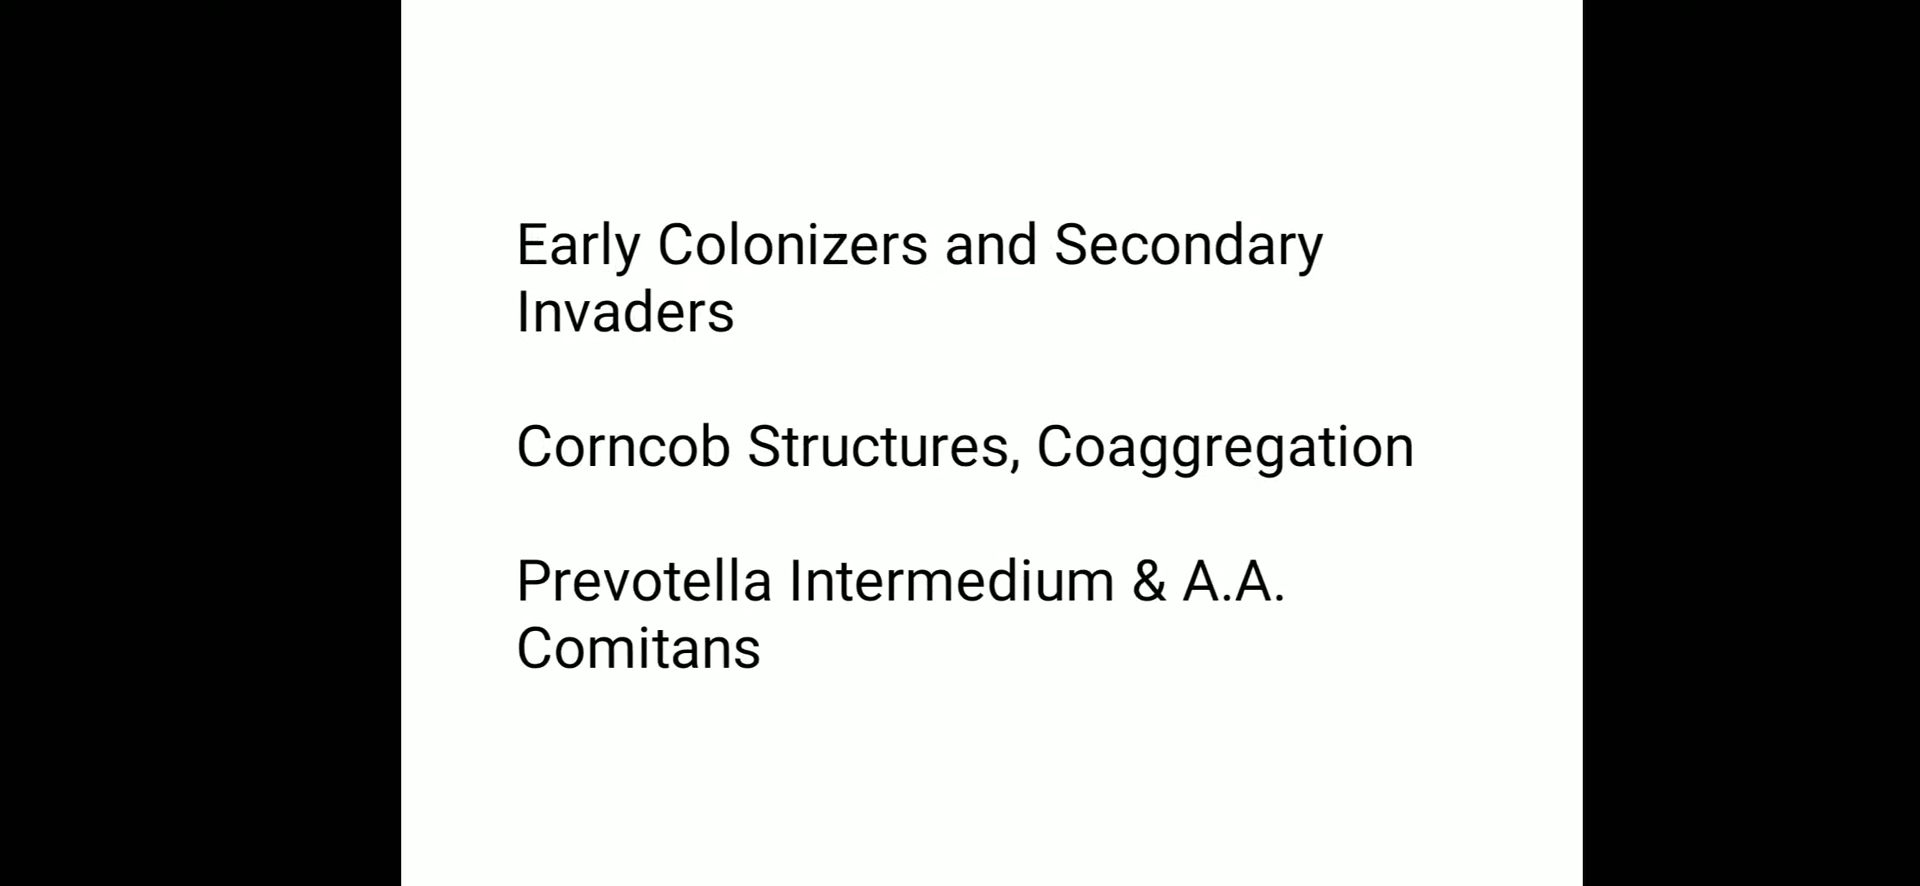 Early Colonizers and Secondary
Invaders
Corncob Structures, Coaggregation
Prevotella Intermedium & A.A.
Comitans